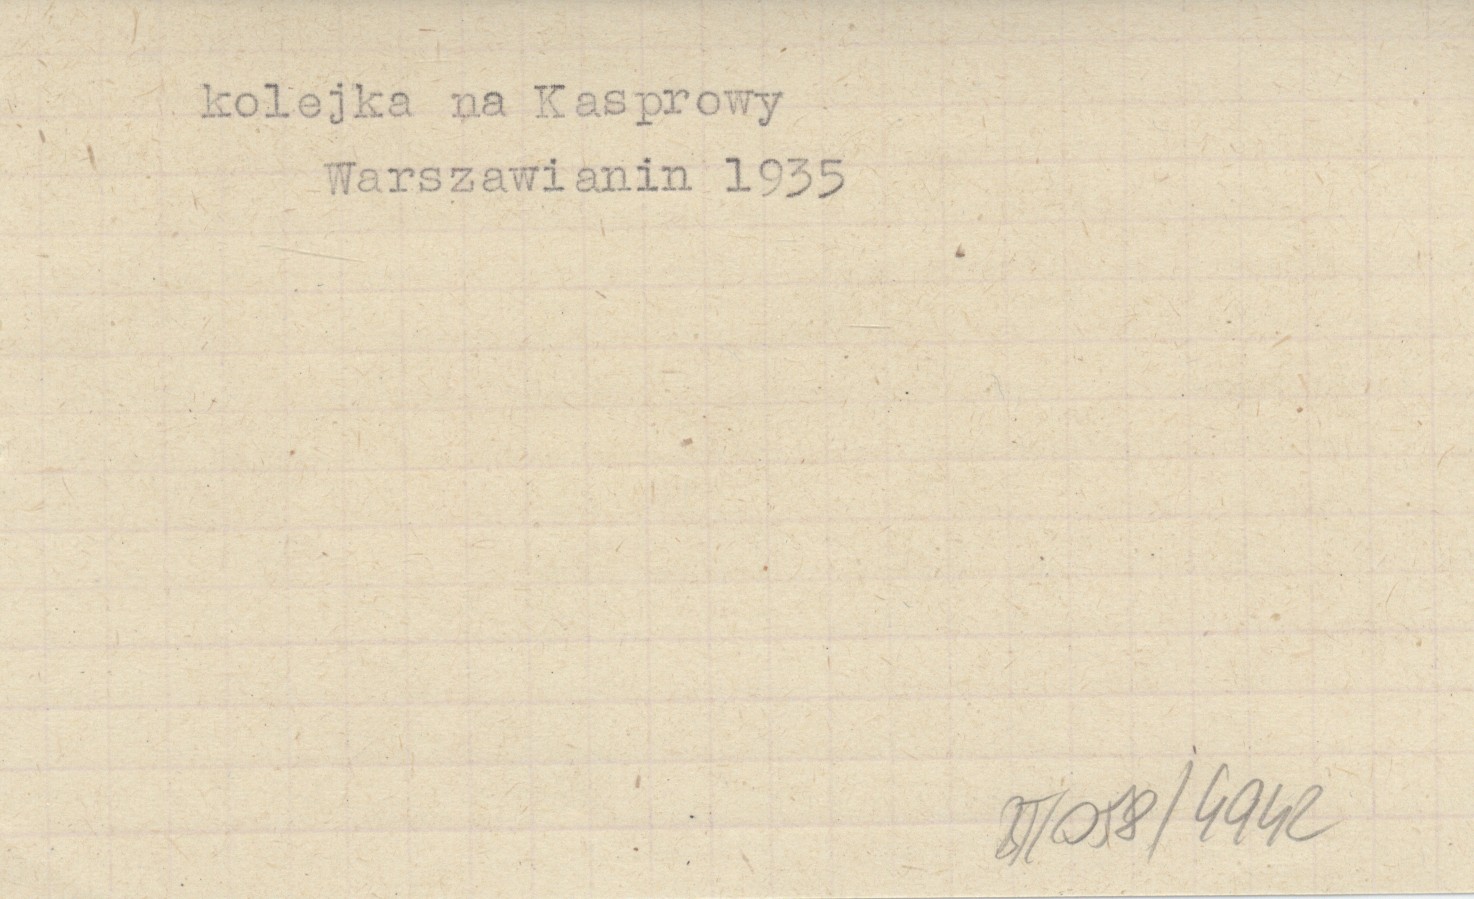 kolejka na Kasprowy
Warszawianin 1935